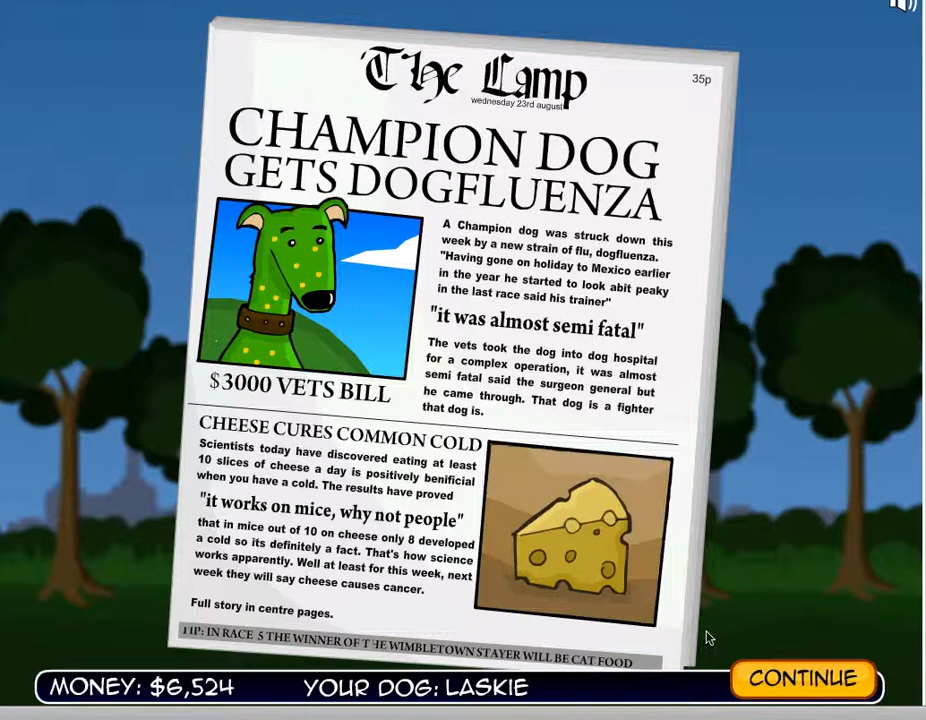 The Lamp
35p
wednesday 23rd august
CHAMPION DOG
GETS DOGFLUENZA
A Champion dog was struck down this
week by a new strain of flu, dogfluenza.
"Having gone on holiday to Mexico earlier
in the year he started to look abit peaky
in the last race said his trainer"
"it was almost semi fatal"
The vets took the dog into dog hospital
for a complex operation, it was almost
semi fatal said the surgeon general but
he came through. That dog is a fighter
that dog is.
$3000 VETS BILL
CHEESE CURES COMMON COLD
Scientists today have discovered eating at least
10 slices of cheese a day is positively benificial
when you have a cold. The results have proved
"it works on mice, why not people"
that in mice out of 10 on cheese only 8 developed
a cold so its definitely a fact. That's how science
works apparently. Well at least for this week, next
week they will say cheese causes cancer.
Full story in centre pages.
TIP: IN RACE 5 THE WINNER OF THE WIMBLETOWN STAYER WILL BE CAT FOOD
MONEY: $6,524
YOUR DOG: LASKIE
CONTINUE